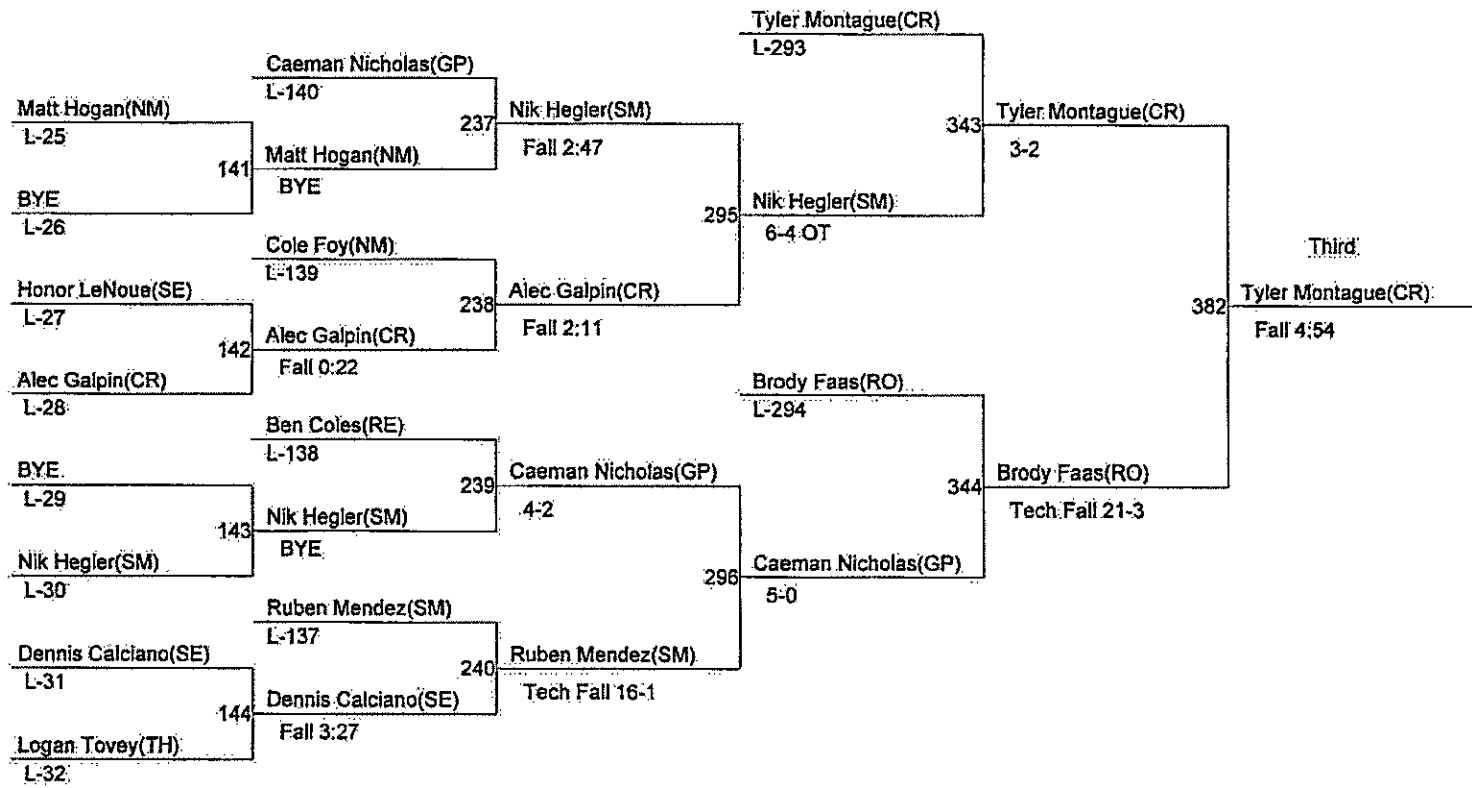 Tyler Montague(CR)
L-293
Caeman Nicholas(GP)
L-140
Matt Hogan(NM)
L-25
237
Nik Hegler(SM)
Fall 2:47
343
Tyler Montague(CR)
3-2
141
Matt Hogan(NM)
BYE
BYE
L-26
295
Nik Hegler(SM)
6-4 OT
Cole Foy(NM)
L-139
Third
Honor LeNoue(SE)
L-27
238
Alec Galpin(CR)
Fall 2:11
382
Tyler Montague(CR)
Fall 4:54
142
Alec Galpin(CR)
Fall 0:22
Alec Galpin(CR)
L-28
Brody Faas(RO)
L-294
Ben Coles(RE)
L-138
BYE
L-29
239
Caeman Nicholas(GP)
4-2
344
Brody Faas(RO)
Tech Fall 21-3
143
Nik Hegler(SM)
BYE
Nik Hegler(SM)
L-30
296
Caeman Nicholas(GP)
5-0
Ruben Mendez(SM)
L-137
Dennis Calciano(SE)
L-31
240
Ruben Mendez(SM)
Tech Fall 16-1
144
Dennis Calciano(SE)
Fall 3:27
Logan Tovey(TH)
L-32